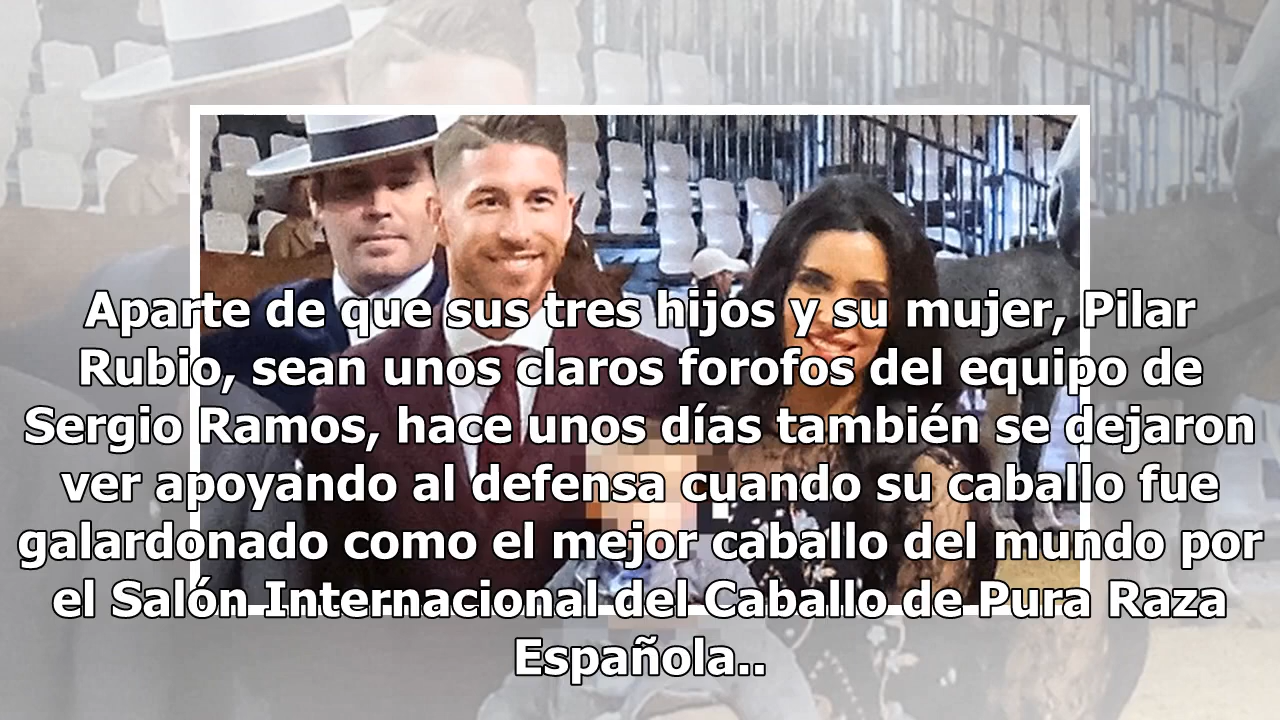 Aparte de que sus tres hijos y su mujer, Pilar
Rubio, sean unos claros forofos del equipo de
Sergio Ramos, hace unos días también se dejaron
ver apoyando al defensa cuando su caballo fue
galardonado como el mejor caballo del mundo por
el Salón Internacional del Caballo de Pura Raza
Española..